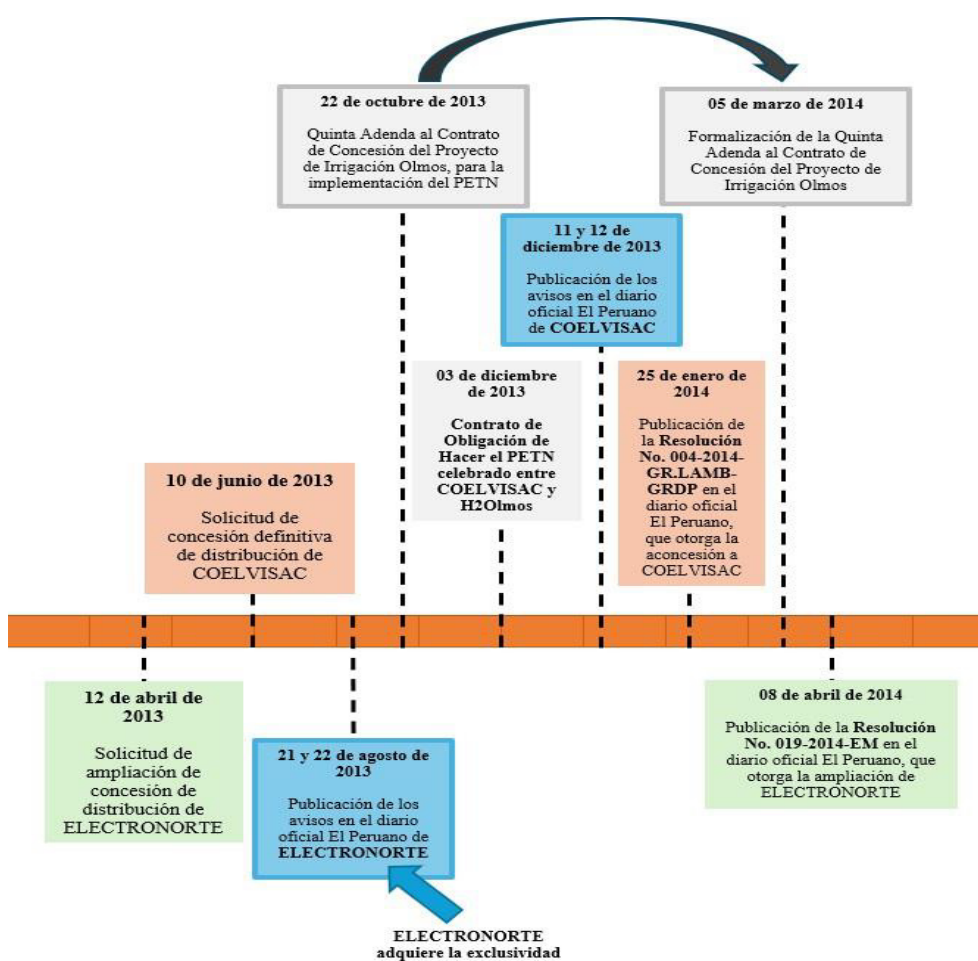 22 de octubre de 2013
Quinta Adenda al Contrato
de Concesión del Proyecto
de Irrigación Olmos, para la
implementación del PETN
05 de marzo de 2014
Formalización de la Quinta
Adenda al Contrato de
Concesión del Proyecto de
Irrigación Olmos
11 y 12 de
diciembre de 2013
Publicación de los
avisos en el diario
oficial El Peruano
de COELVISAC
03 de diciembre
de 2013
Contrato de
Obligación de
Hacer el PETN
celebrado entre
COELVISAC y
H2Olmos
25 de enero de
2014
Publicación de
la Resolución
No. 004-2014-
GR.LAMB-
GRDP en el
diario oficial
El Peruano,
que otorga la
aconcesión a
COELVISAC
10 de junio de 2013
Solicitud de
concesión definitiva
de distribución de
COELVISAC
12 de abril de
2013
Solicitud de
ampliación de
concesión de
distribución de
ELECTRONORTE
21 y 22 de agosto de
2013
Publicación de los
avisos en el diario
oficial El Peruano de
ELECTRONORTE
08 de abril de 2014
Publicación de la Resolución
No. 019-2014-EM en el
diario oficial El Peruano, que
otorga la ampliación de
ELECTRONORTE
ELECTRONORTE
adquiere la exclusividad